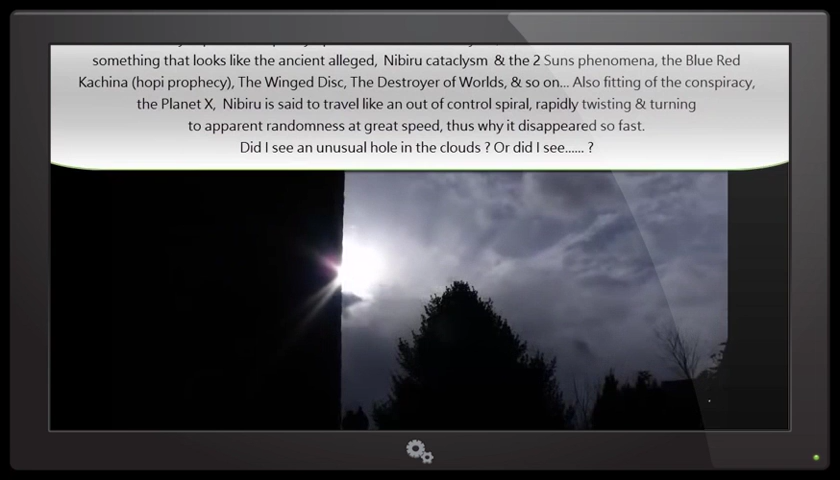 something that looks like the ancient alleged, Nibiru cataclysm & the 2 Suns phenomena, the Blue Red
Kachina (hopi prophecy), The Winged Disc, The Destroyer of Worlds, & so on... Also fitting of the conspiracy,
the Planet X, Nibiru is said to travel like an out of control spiral, rapidly twisting & turning
to apparent randomness at great speed, thus why it disappeared so fast.
Did I see an unusual hole in the clouds ? Or did I see...... ?